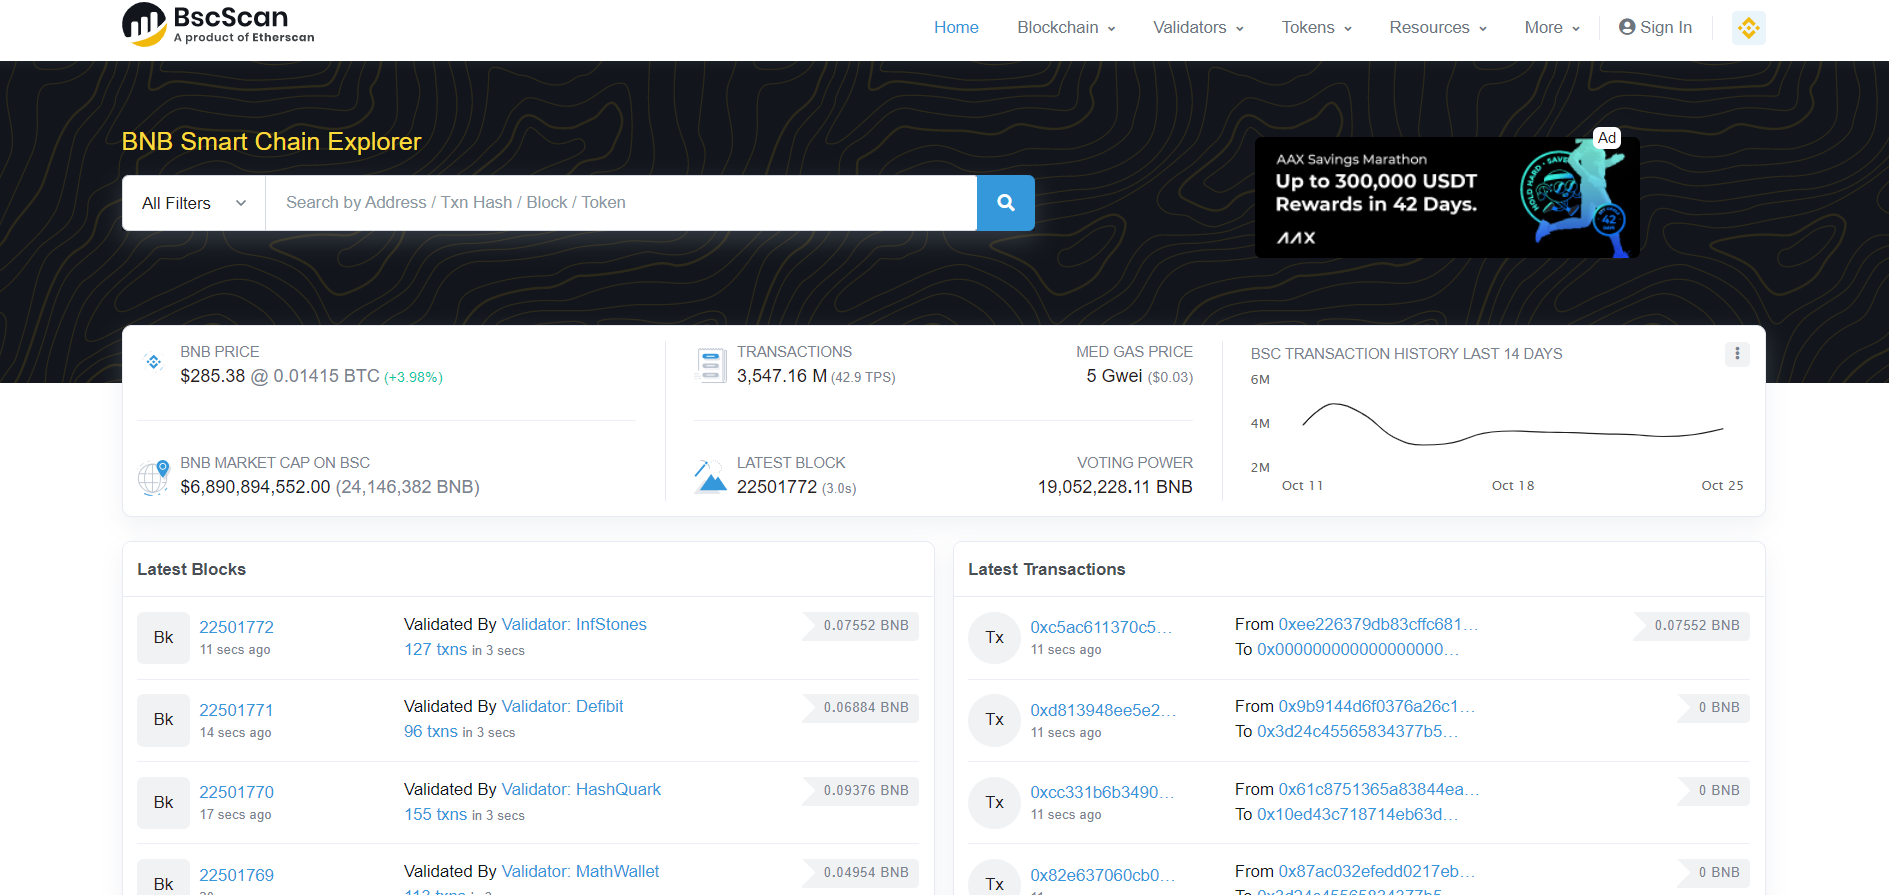 BscScan
A product of Etherscan
Home Blockchain Validators Tokens Resources More Sign In
BNB Smart Chain Explorer
All Filters Search by Address / Txn Hash / Block / Token
Ad
AAX Savings Marathon
Up to 300,000 USDT
Rewards in 42 Days.
AAX
HOLD HARD • SAVE
42
DAYS
BNB PRICE
$285.38 @ 0.01415 BTC (+3.98%)
BNB MARKET CAP ON BSC
$6,890,894,552.00 (24,146,382 BNB)
TRANSACTIONS
3,547.16 M (42.9 TPS)
MED GAS PRICE
5 Gwei ($0.03)
LATEST BLOCK
22501772 (3.0s)
VOTING POWER
19,052,228.11 BNB
BSC TRANSACTION HISTORY LAST 14 DAYS
6M
4M
2M
Oct 11 Oct 18 Oct 25
Latest Blocks
Bk
22501772
11 secs ago
Validated By Validator: InfStones
127 txns in 3 secs
0.07552 BNB
Bk
22501771
14 secs ago
Validated By Validator: Defibit
96 txns in 3 secs
0.06884 BNB
Bk
22501770
17 secs ago
Validated By Validator: HashQuark
155 txns in 3 secs
0.09376 BNB
Bk
22501769
Validated By Validator: MathWallet
0.04954 BNB
Latest Transactions
Tx
0xc5ac611370c5...
11 secs ago
From 0xee226379db83cffc681...
To 0x000000000000000000...
0.07552 BNB
Tx
0xd813948ee5e2...
11 secs ago
From 0x9b9144d6f0376a26c1...
To 0x3d24c45565834377b5...
0 BNB
Tx
0xcc331b6b3490...
11 secs ago
From 0x61c8751365a83844ea...
To 0x10ed43c718714eb63d...
0 BNB
Tx
0x82e637060cb0...
From 0x87ac032efedd0217eb...
0 BNB